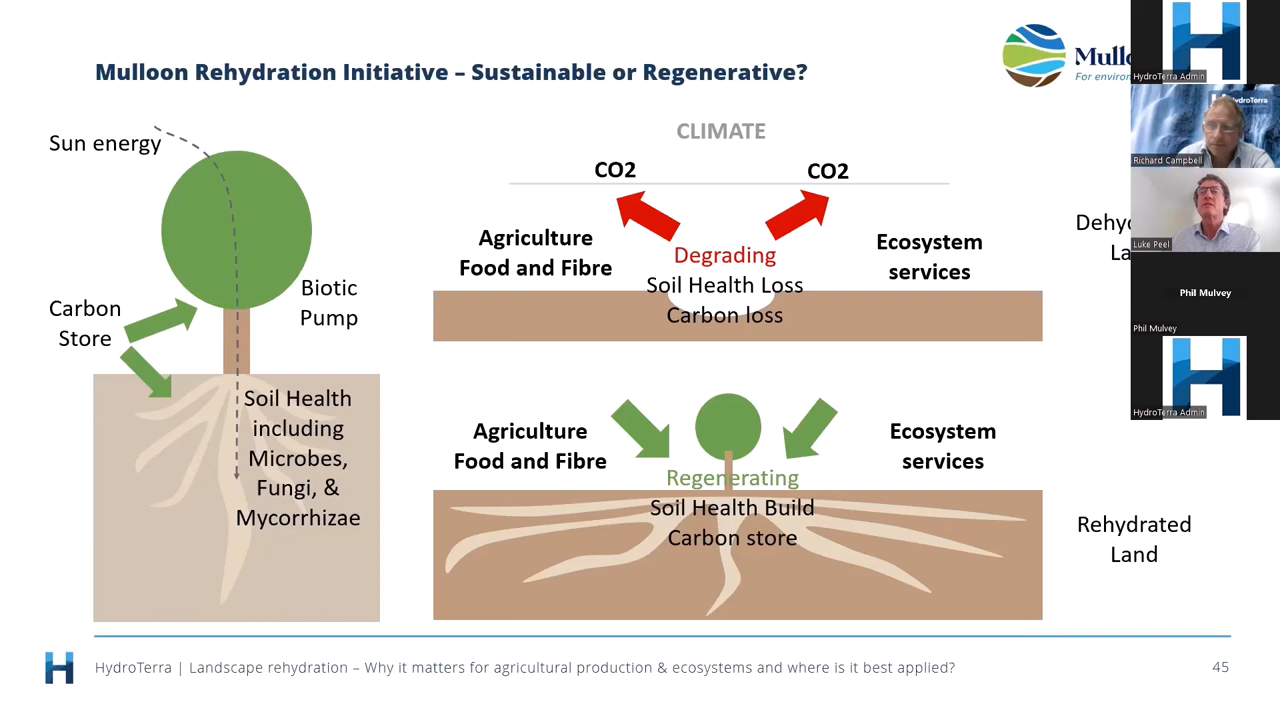 Mulloon Rehydration Initiative – Sustainable or Regenerative?
For environ
Sun energy
Carbon
Store
Biotic
Pump
Soil Health
including
Microbes,
Fungi, &
Mycorrhizae
CLIMATE
CO2
CO2
Agriculture
Food and Fibre
Degrading
Soil Health Loss
Carbon loss
Ecosystem
services
Agriculture
Food and Fibre
Regenerating
Soil Health Build
Carbon store
Ecosystem
services
Rehydrated
Land
HydroTerra | Landscape rehydration – Why it matters for agricultural production & ecosystems and where is it best applied?
45
HydroTerra Admin
HydroTerra
Richard Campbell
Luke Peel
Phil Mulvey
Phil Mulvey
HydroTerra Admin